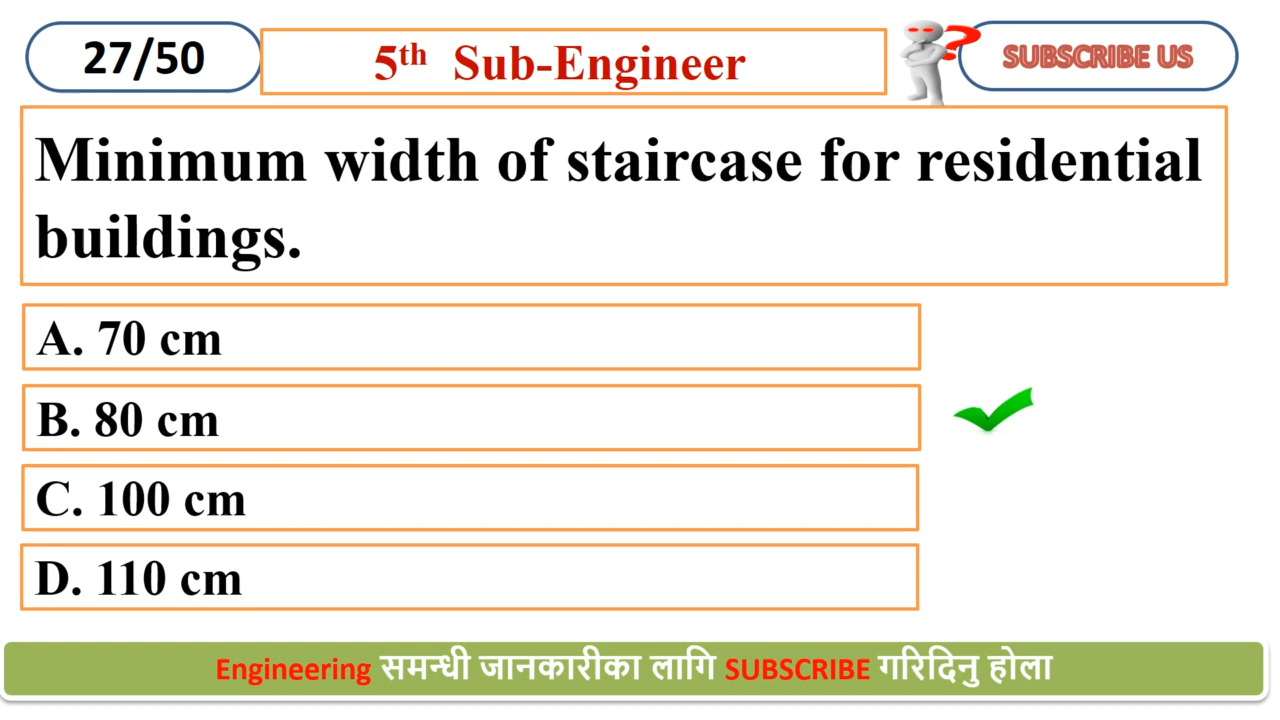 27/50
5th Sub-Engineer
SUBSCRIBE US
Minimum width of staircase for residential
buildings.
A. 70 cm
B. 80 cm
C. 100 cm
D. 110 cm
Engineering समन्धी जानकारीका लागि SUBSCRIBE गरिदिनु होला